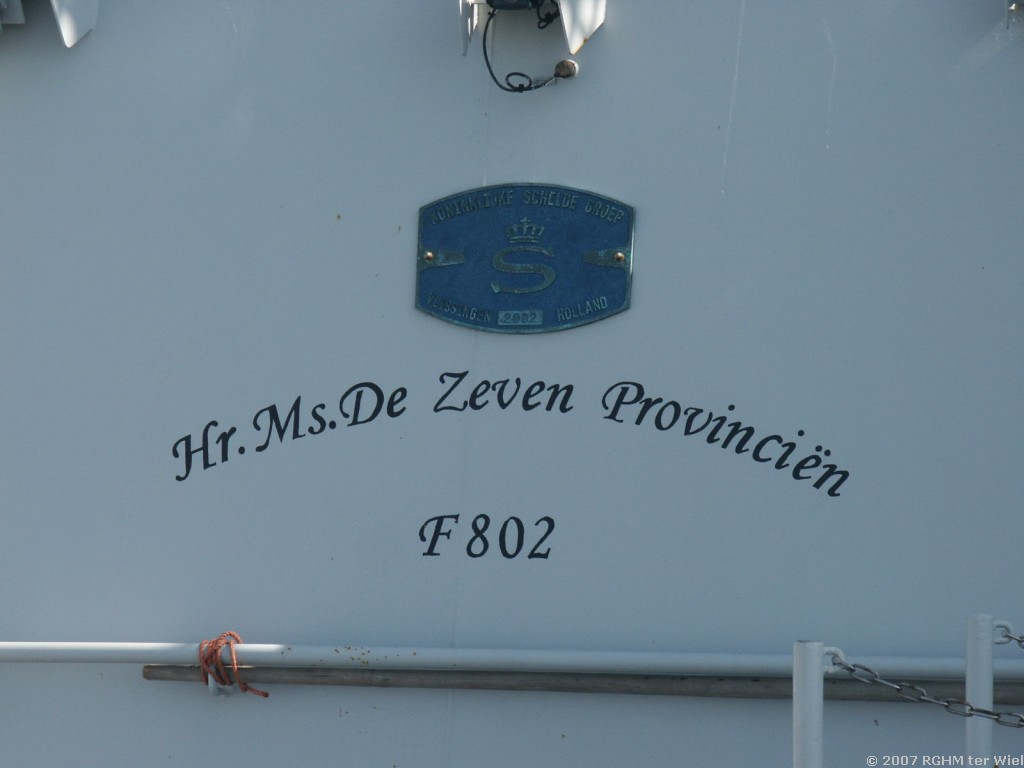 KONINKLIJKE SCHELDE GROEP
S
VLISSINGEN 2002 HOLLAND
Hr.Ms.De Zeven Provinciën
F802
© 2007 RGHM ter Wiel